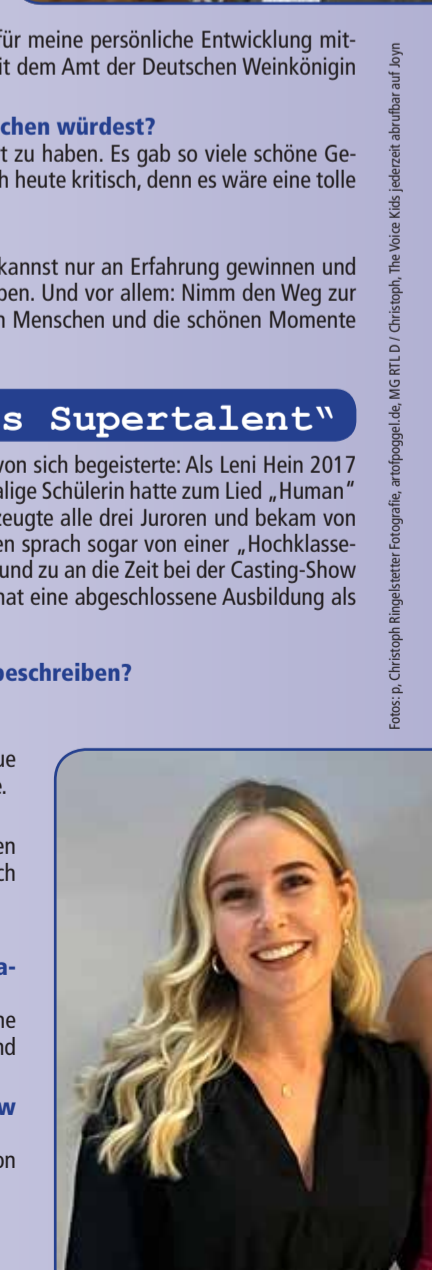 für meine persönliche Entwicklung mit-
it dem Amt der Deutschen Weinkönigin
chen würdest?
t zu haben. Es gab so viele schöne Ge-
h heute kritisch, denn es wäre eine tolle
kannst nur an Erfahrung gewinnen und
ben. Und vor allem: Nimm den Weg zur
n Menschen und die schönen Momente
s Supertalent“
von sich begeisterte: Als Leni Hein 2017
alige Schülerin hatte zum Lied „Human“
zeugte alle drei Juroren und bekam von
en sprach sogar von einer „Hochklasse-
und zu an die Zeit bei der Casting-Show
hat eine abgeschlossene Ausbildung als
beschreiben?
ue
e.
en
ch
a-
ne
nd
w
on
Fotos: p, Christoph Ringelstetter Fotografie, artofpoggel.de, MG RTL D / Christoph, The Voice Kids jederzeit abrufbar auf Joyn